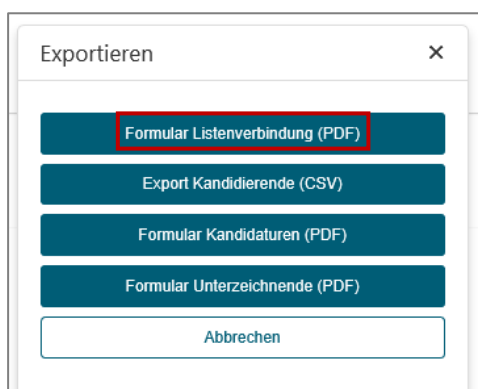 Exportieren
Formular Listenverbindung (PDF)
Export Kandidierende (CSV)
Formular Kandidaturen (PDF)
Formular Unterzeichnende (PDF)
Abbrechen